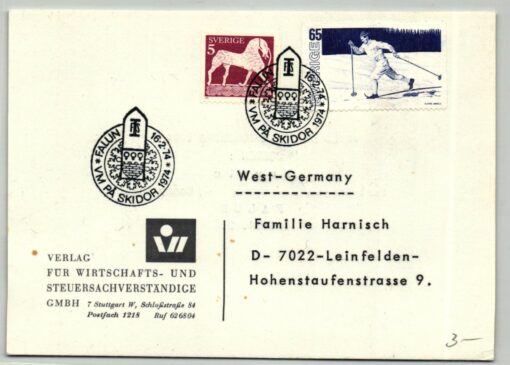 5 SVERIGE
65
SVERIGE
FALUN 16·2·74
VM PÅ SKIDOR 1974
FALUN 16·2·74
VM PÅ SKIDOR 1974
West-Germany
Familie Harnisch
D- 7022-Leinfelden-
Hohenstaufenstrasse 9.
VERLAG
FÜR WIRTSCHAFTS- UND
STEUERSACHVERSTÄNDIGE
GMBH 7 Stuttgart W, Schloßstraße 84
Postfach 1218 Ruf 626804
3-